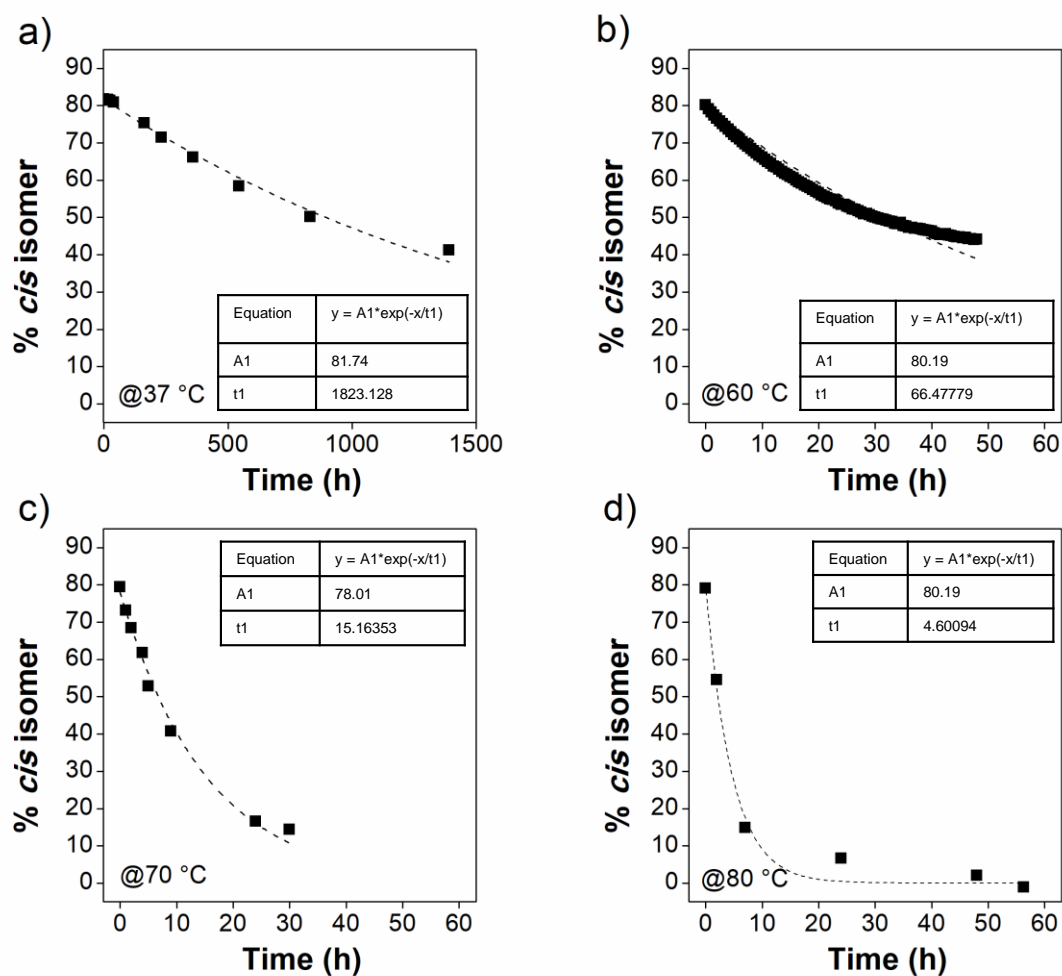 a)
% cis isomer
90
80
70
60
50
40
30
20
10
0
@37 °C
Equation y = A1*exp(-x/t1)
A1 81.74
t1 1823.128
0 500 1000 1500
Time (h)
b)
% cis isomer
90
80
70
60
50
40
30
20
10
0
@60 °C
Equation y = A1*exp(-x/t1)
A1 80.19
t1 66.47779
0 10 20 30 40 50 60
Time (h)
c)
% cis isomer
90
80
70
60
50
40
30
20
10
0
Equation y = A1*exp(-x/t1)
A1 78.01
t1 15.16353
@70 °C
0 10 20 30 40 50 60
Time (h)
d)
% cis isomer
90
80
70
60
50
40
30
20
10
0
Equation y = A1*exp(-x/t1)
A1 80.19
t1 4.60094
@80 °C
0 10 20 30 40 50 60
Time (h)